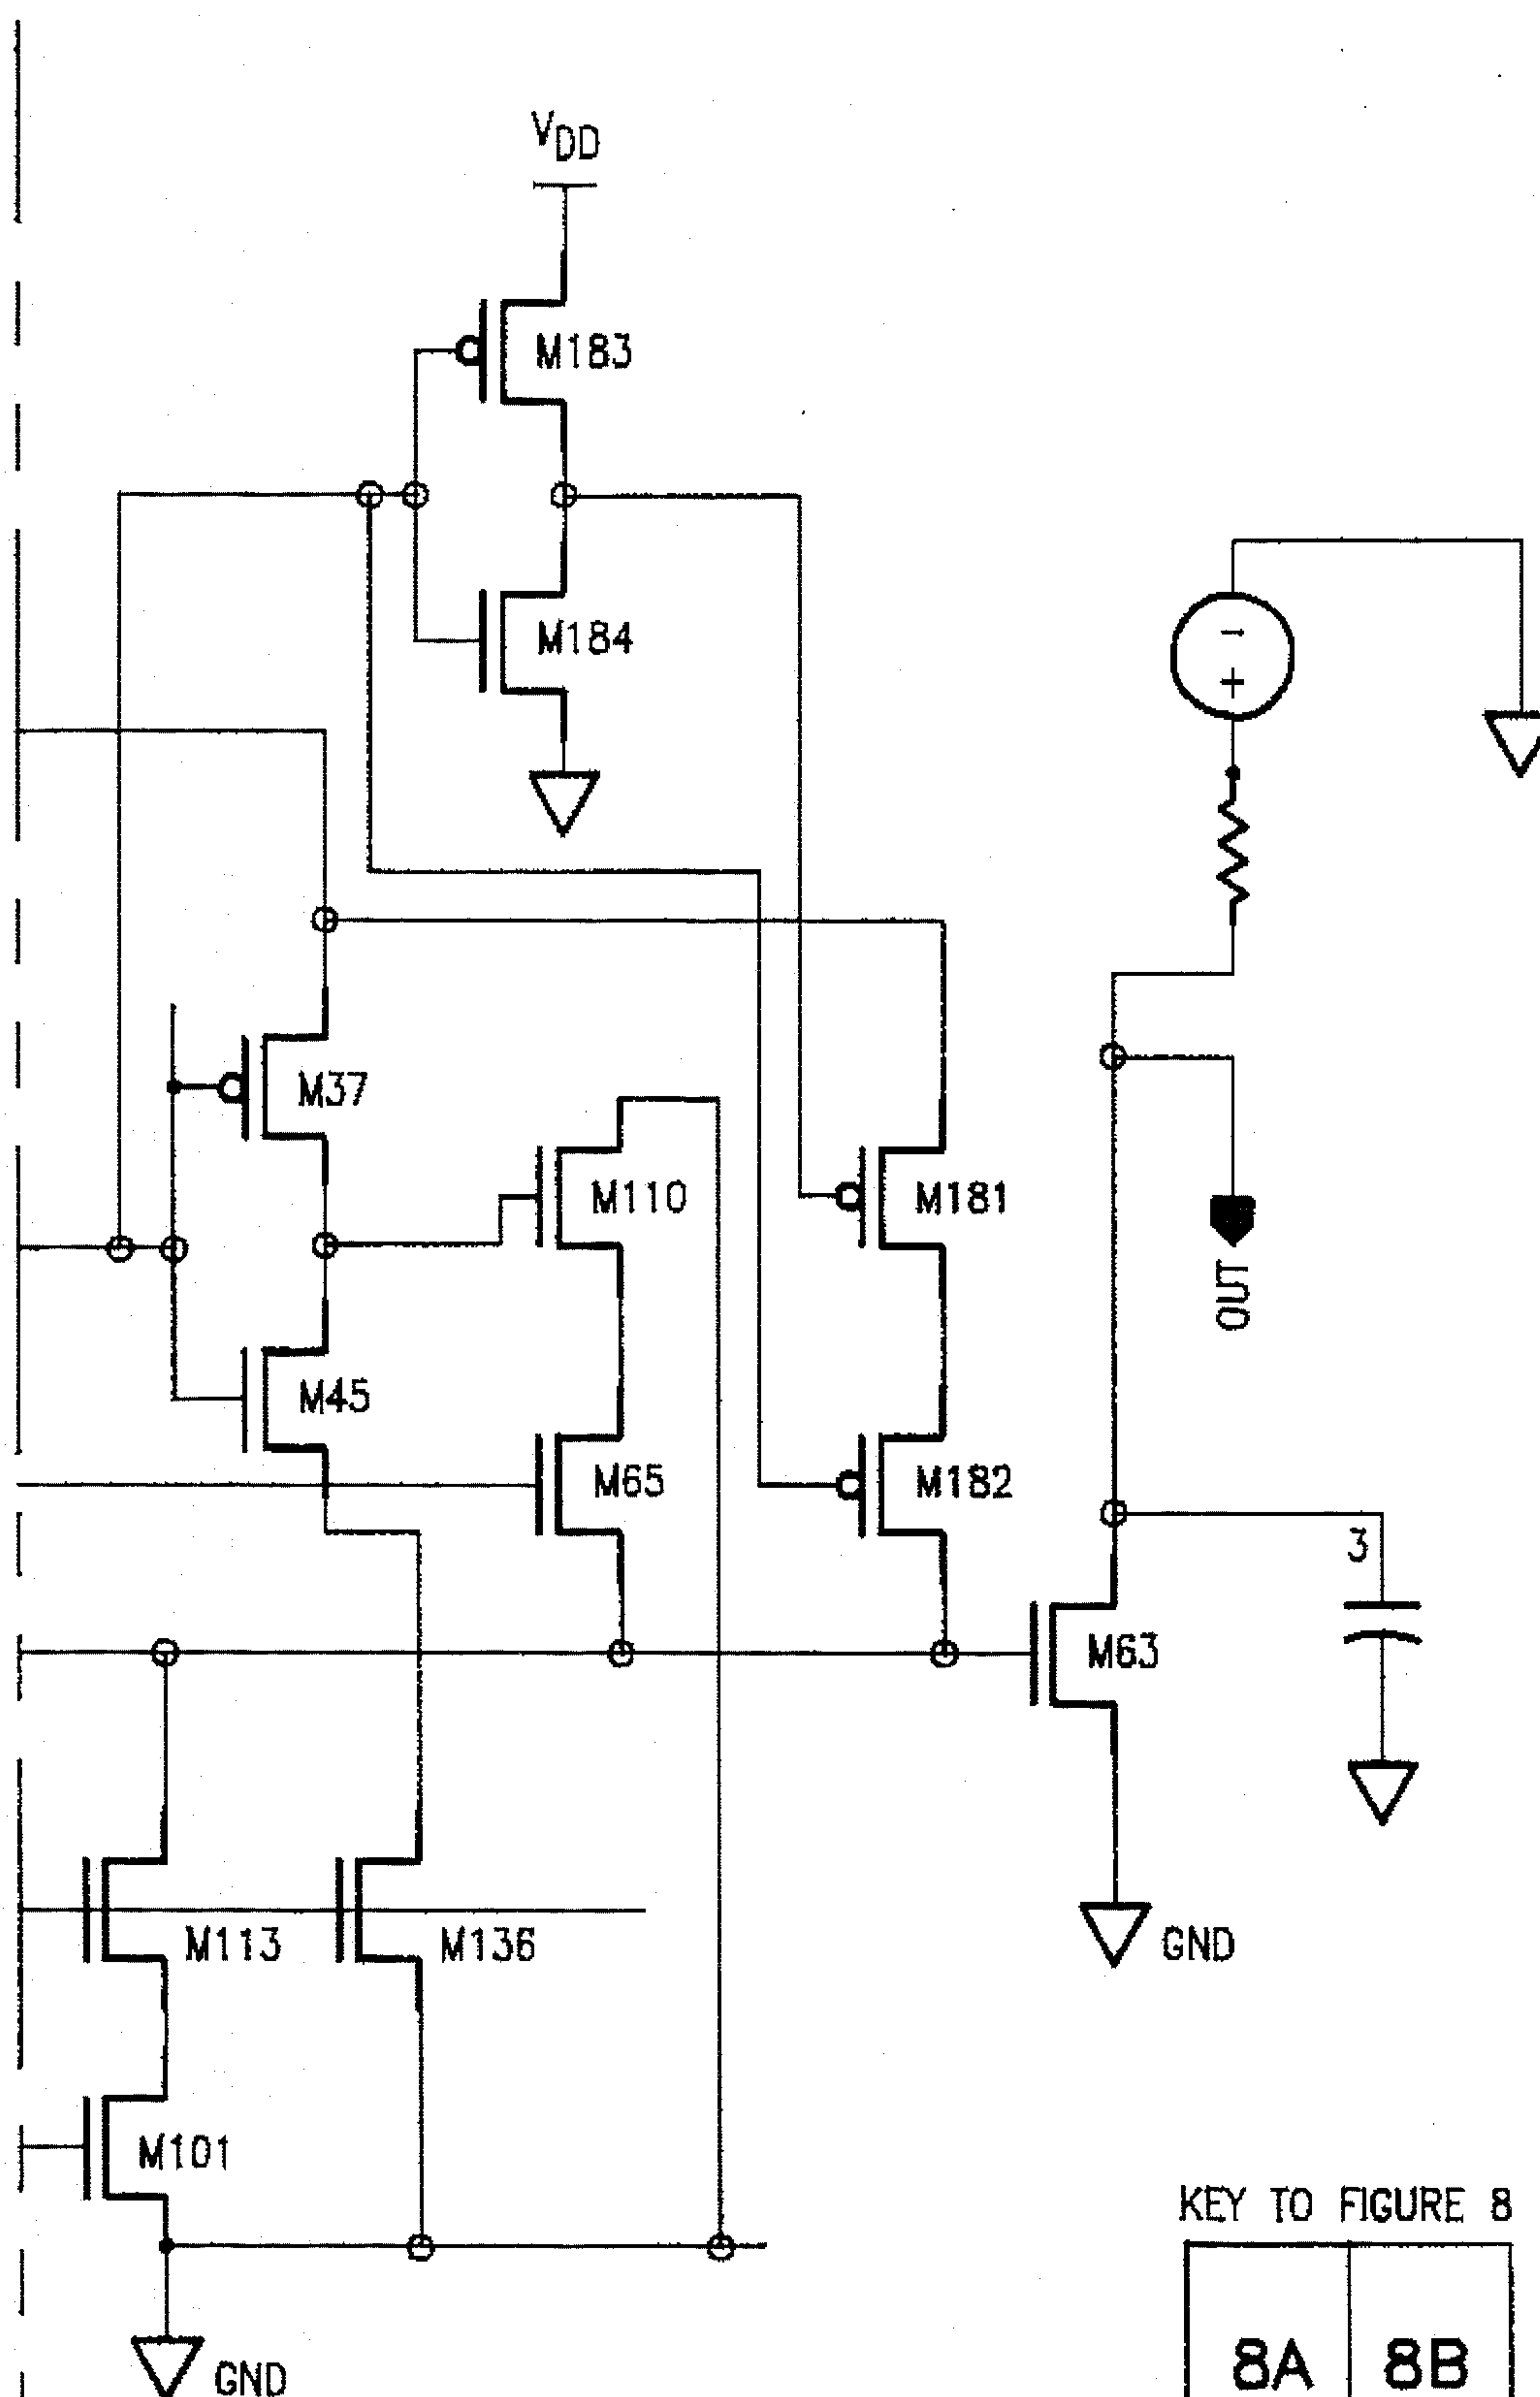 VDD
M183
M184
-
+
M37
M110
M181
OUT
M45
M65
M182
3
M63
M113
M136
GND
M101
KEY TO FIGURE 8
8A 8B
GND